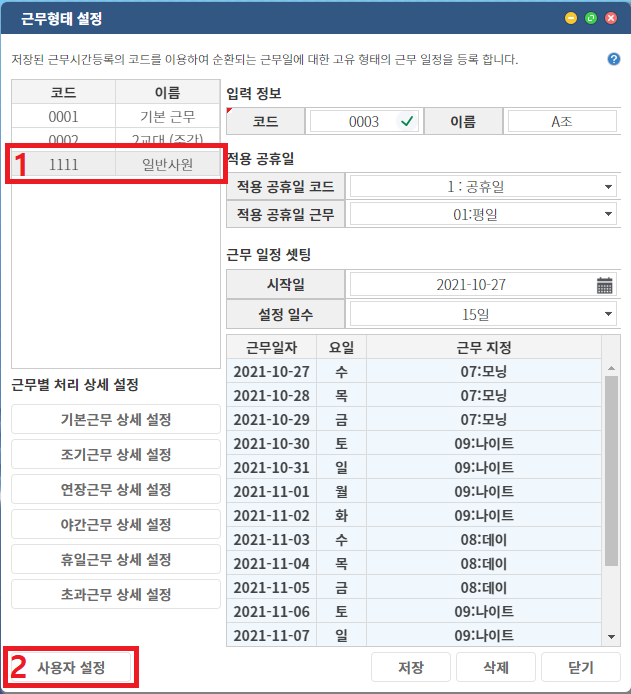 근무형태 설정
저장된 근무시간등록의 코드를 이용하여 순환되는 근무일에 대한 고유 형태의 근무 일정을 등록 합니다.
?
코드 이름
0001 기본 근무
0002 2교대 (주간)
1 1111 일반사원
입력 정보
코드 0003 이름 A조
적용 공휴일
적용 공휴일 코드 1 : 공휴일
적용 공휴일 근무 01:평일
근무 일정 셋팅
시작일 2021-10-27
설정 일수 15일
근무일자 요일 근무 지정
2021-10-27 수 07:모닝
2021-10-28 목 07:모닝
2021-10-29 금 07:모닝
2021-10-30 토 09:나이트
2021-10-31 일 09:나이트
2021-11-01 월 09:나이트
2021-11-02 화 09:나이트
2021-11-03 수 08:데이
2021-11-04 목 08:데이
2021-11-05 금 08:데이
2021-11-06 토 09:나이트
2021-11-07 일 09:나이트
근무별 처리 상세 설정
기본근무 상세 설정
조기근무 상세 설정
연장근무 상세 설정
야간근무 상세 설정
휴일근무 상세 설정
초과근무 상세 설정
2 사용자 설정
저장 삭제 닫기